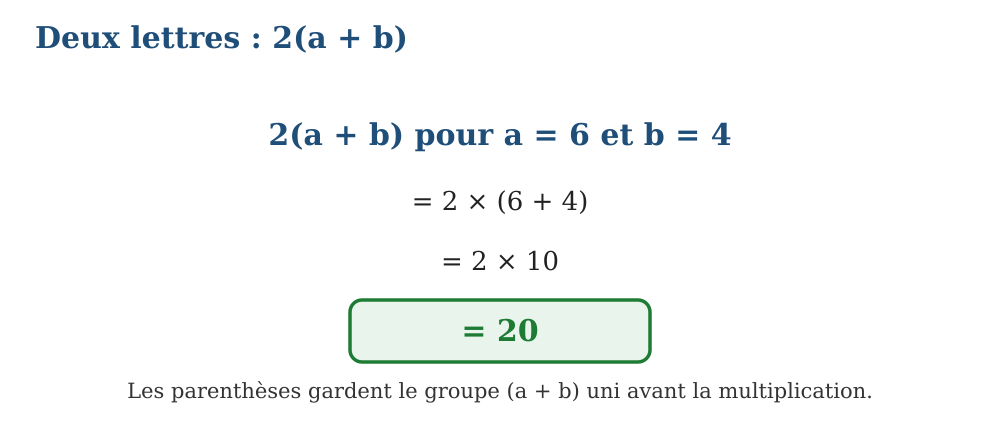 Deux lettres : 2(a + b)
2(a + b) pour a = 6 et b = 4
= 2 × (6 + 4)
= 2 × 10
= 20
Les parenthèses gardent le groupe (a + b) uni avant la multiplication.